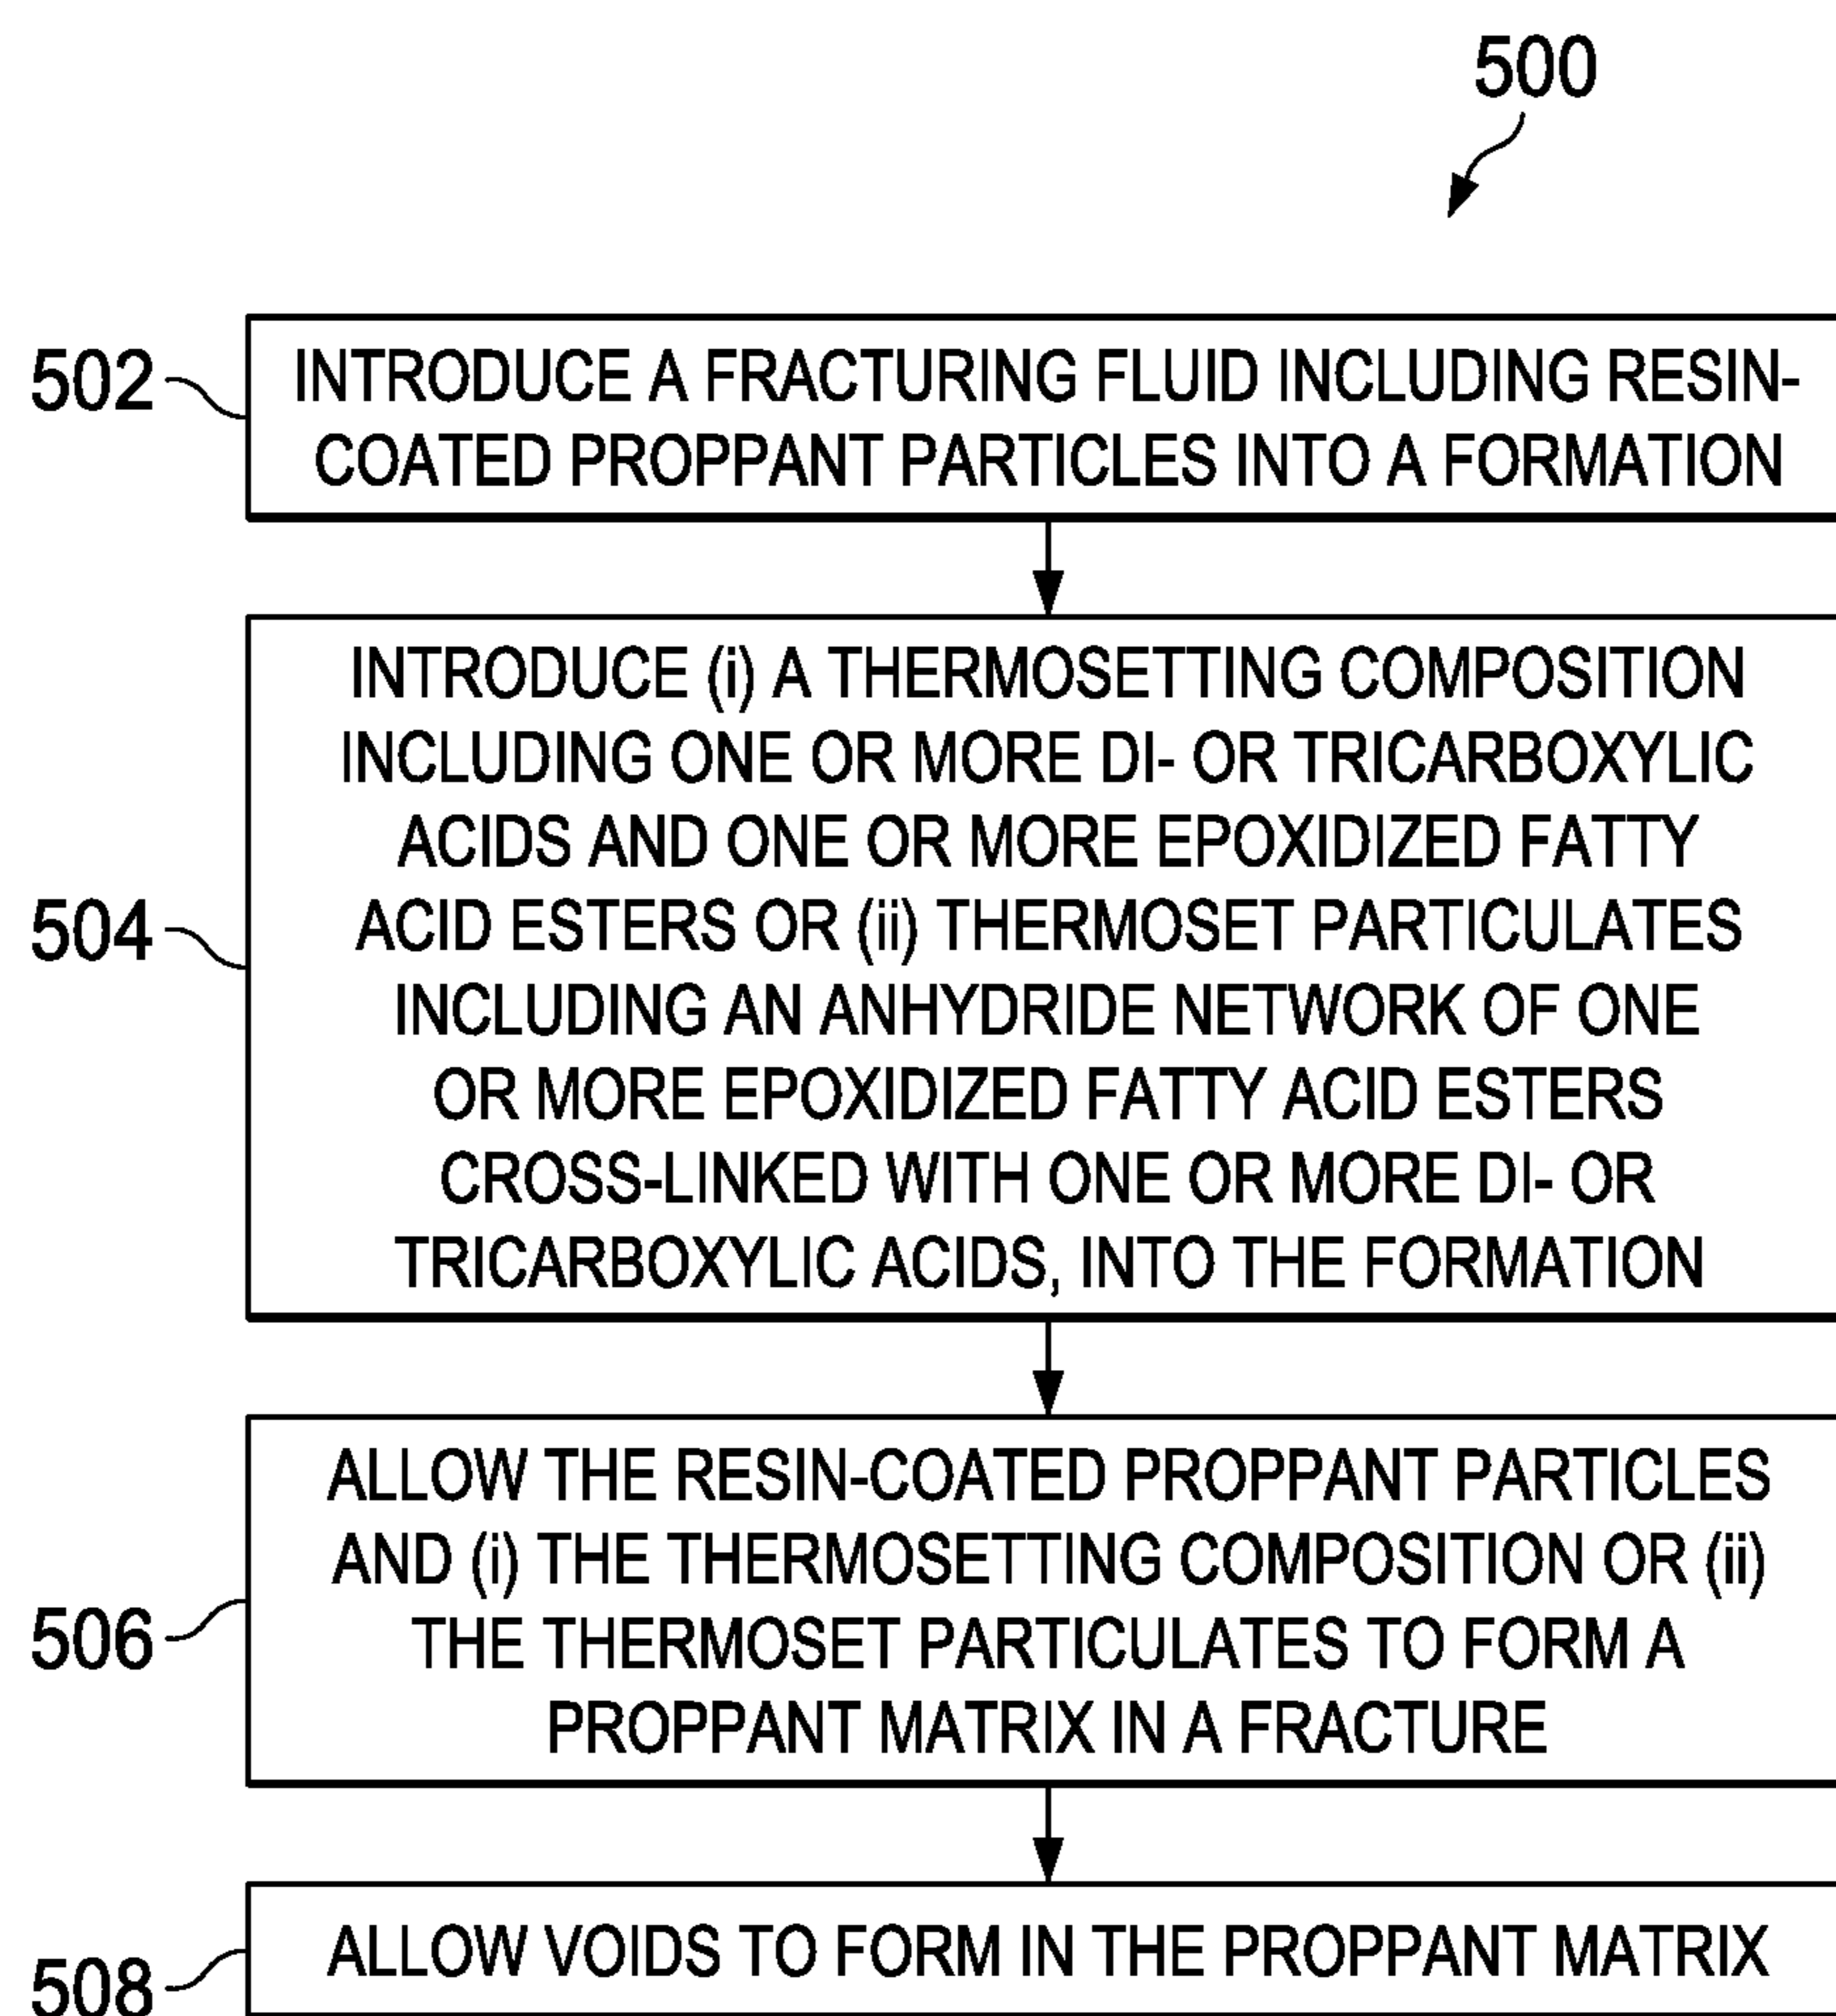 500
502
INTRODUCE A FRACTURING FLUID INCLUDING RESIN-
COATED PROPPANT PARTICLES INTO A FORMATION
504
INTRODUCE (i) A THERMOSETTING COMPOSITION
INCLUDING ONE OR MORE DI- OR TRICARBOXYLIC
ACIDS AND ONE OR MORE EPOXIDIZED FATTY
ACID ESTERS OR (ii) THERMOSET PARTICULATES
INCLUDING AN ANHYDRIDE NETWORK OF ONE
OR MORE EPOXIDIZED FATTY ACID ESTERS
CROSS-LINKED WITH ONE OR MORE DI- OR
TRICARBOXYLIC ACIDS, INTO THE FORMATION
506
ALLOW THE RESIN-COATED PROPPANT PARTICLES
AND (i) THE THERMOSETTING COMPOSITION OR (ii)
THE THERMOSET PARTICULATES TO FORM A
PROPPANT MATRIX IN A FRACTURE
508
ALLOW VOIDS TO FORM IN THE PROPPANT MATRIX